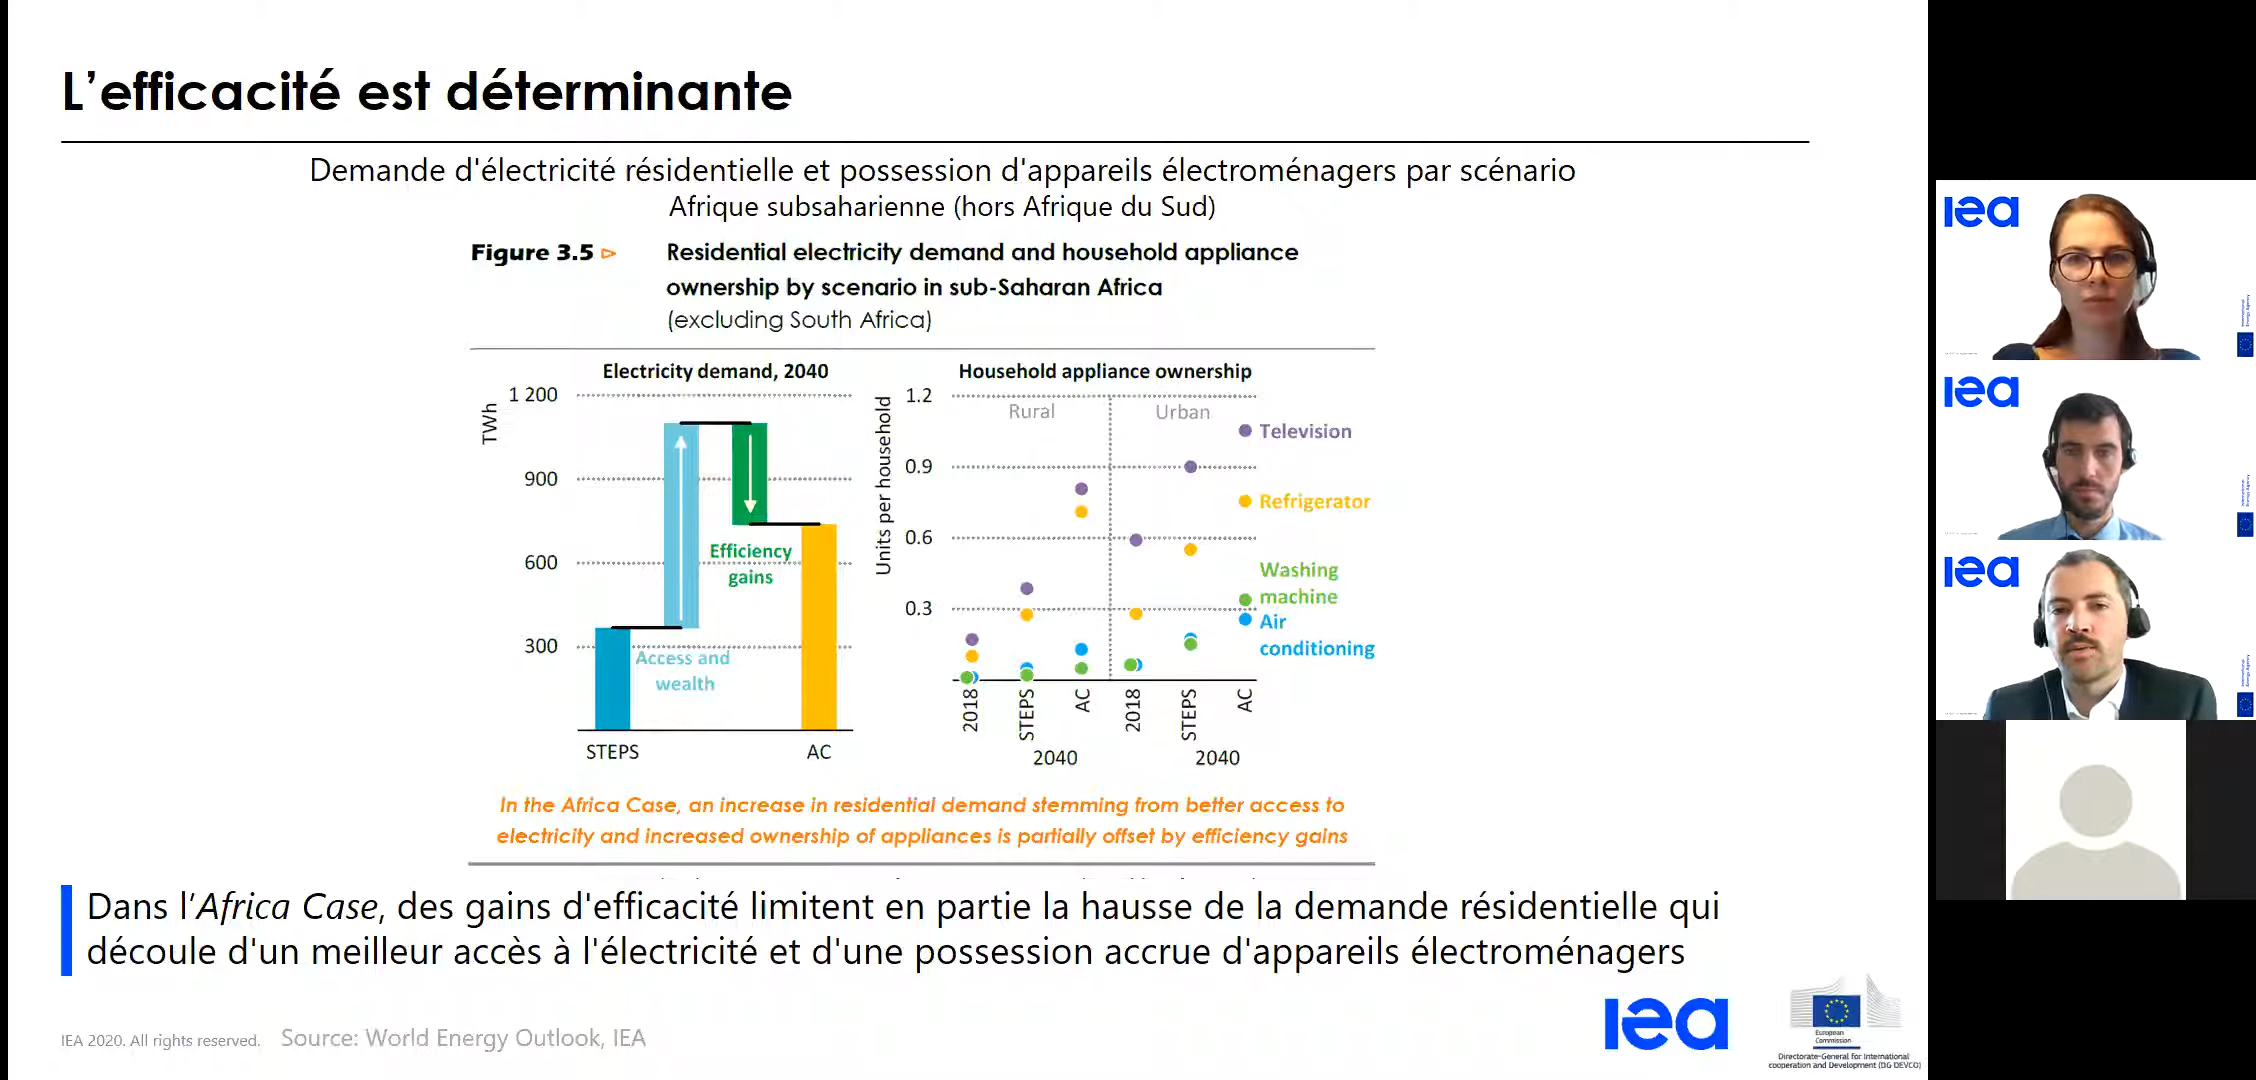 L'efficacité est déterminante
Demande d'électricité résidentielle et possession d'appareils électroménagers par scénario
Afrique subsaharienne (hors Afrique du Sud)
Figure 3.5 ▷ Residential electricity demand and household appliance
ownership by scenario in sub-Saharan Africa
(excluding South Africa)
Electricity demand, 2040
TWh
1 200
900
600
300
Efficiency
gains
Access and
wealth
STEPS
AC
Household appliance ownership
Units per household
1.2
0.9
0.6
0.3
Rural
Urban
Television
Refrigerator
Washing
machine
Air
conditioning
2018
STEPS
AC
2018
STEPS
AC
2040
2040
In the Africa Case, an increase in residential demand stemming from better access to
electricity and increased ownership of appliances is partially offset by efficiency gains
Dans l'Africa Case, des gains d'efficacité limitent en partie la hausse de la demande résidentielle qui
découle d'un meilleur accès à l'électricité et d'une possession accrue d'appareils électroménagers
IEA 2020. All rights reserved.
Source: World Energy Outlook, IEA
iea
European
Commission
Directorate-General for International
cooperation and Development (DG DEVCO)
iea
iea
iea